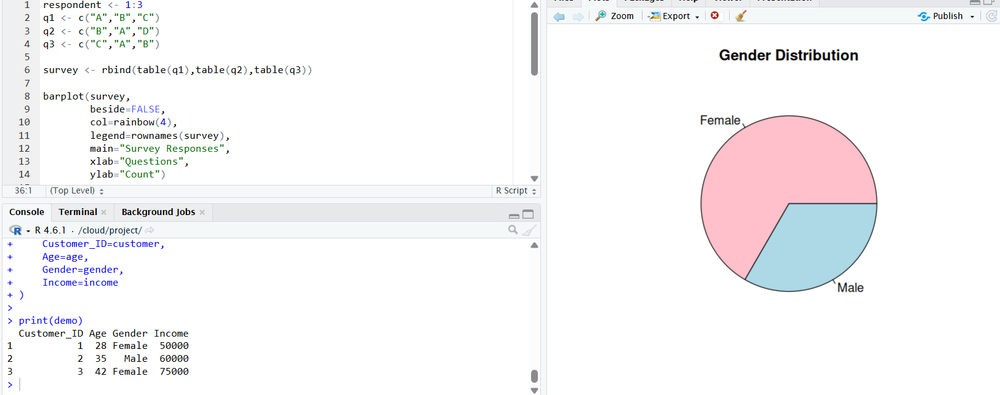 1 respondent <- 1:3
2 q1 <- c("A","B","C")
3 q2 <- c("B","A","D")
4 q3 <- c("C","A","B")
5
6 survey <- rbind(table(q1),table(q2),table(q3))
7
8 barplot(survey,
9 beside=FALSE,
10 col=rainbow(4),
11 legend=rownames(survey),
12 main="Survey Responses",
13 xlab="Questions",
14 ylab="Count")
36:1 (Top Level) R Script
Console Terminal Background Jobs
R 4.6.1 · /cloud/project/
+ Customer_ID=customer,
+ Age=age,
+ Gender=gender,
+ Income=income
+ )
>
> print(demo)
Customer_ID Age Gender Income
1 1 28 Female 50000
2 2 35 Male 60000
3 3 42 Female 75000
>
Zoom Export Publish
Gender Distribution
Female
Male